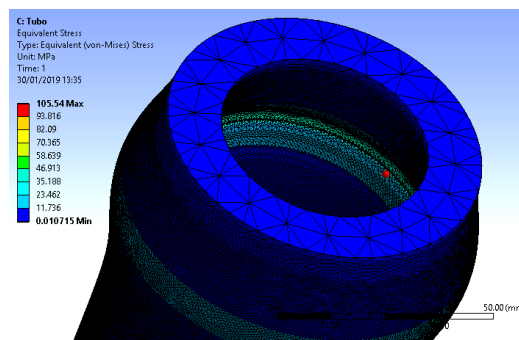 C: Tubo
Equivalent Stress
Type: Equivalent (von-Mises) Stress
Unit: MPa
Time: 1
30/01/2019 13:35
105.54 Max
93.816
82.09
70.365
58.639
46.913
35.188
23.462
11.736
0.010715 Min
50.00 (mm